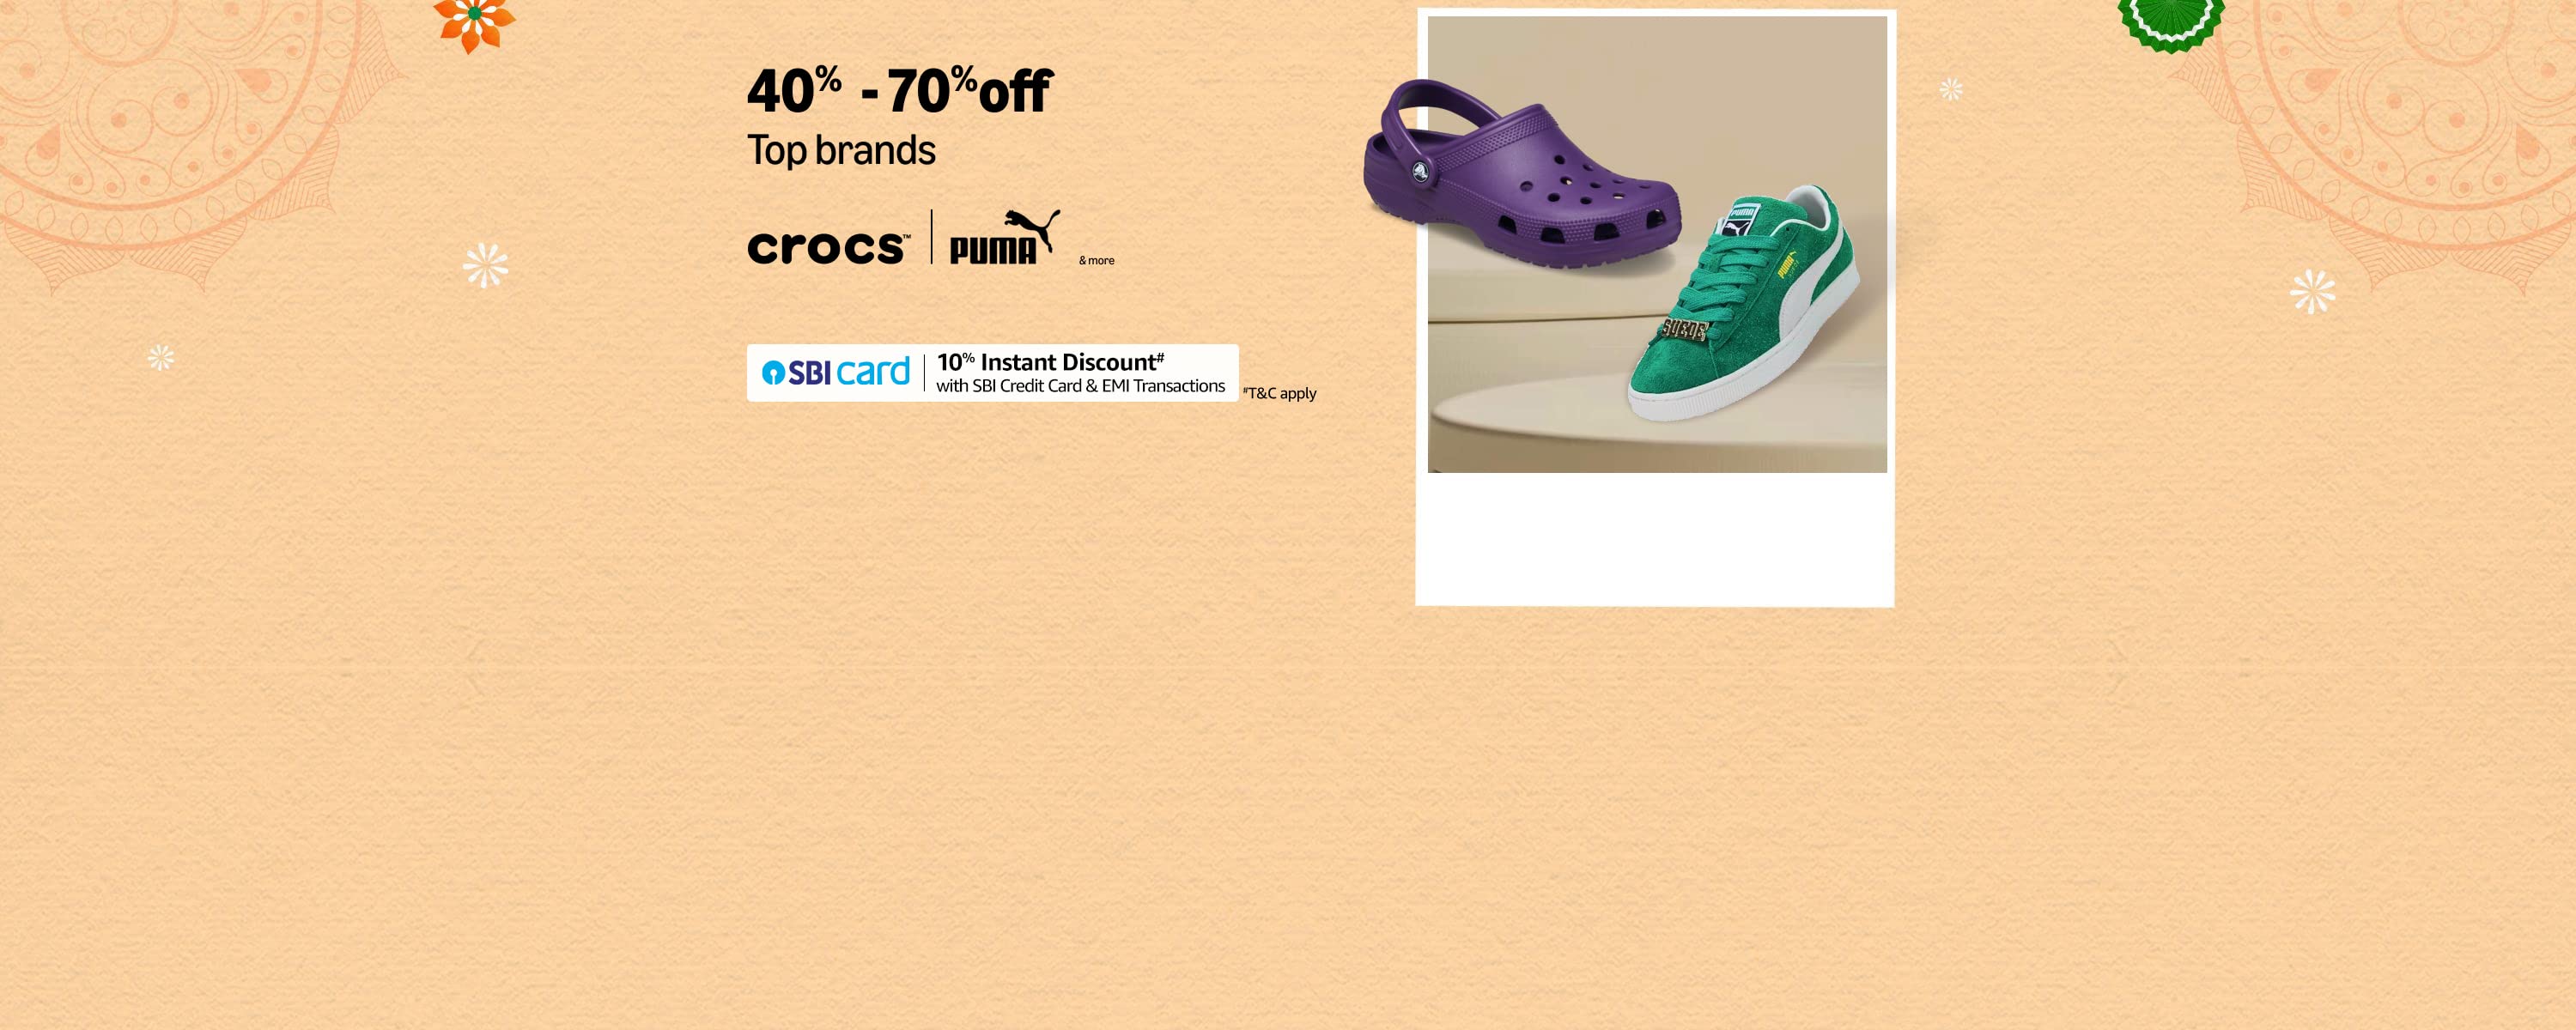 40% - 70% off
Top brands
crocs™ PUMA & more
SBI card
10% Instant Discount#
with SBI Credit Card & EMI Transactions
#T&C apply
PUMA
PUMA
SUEDE